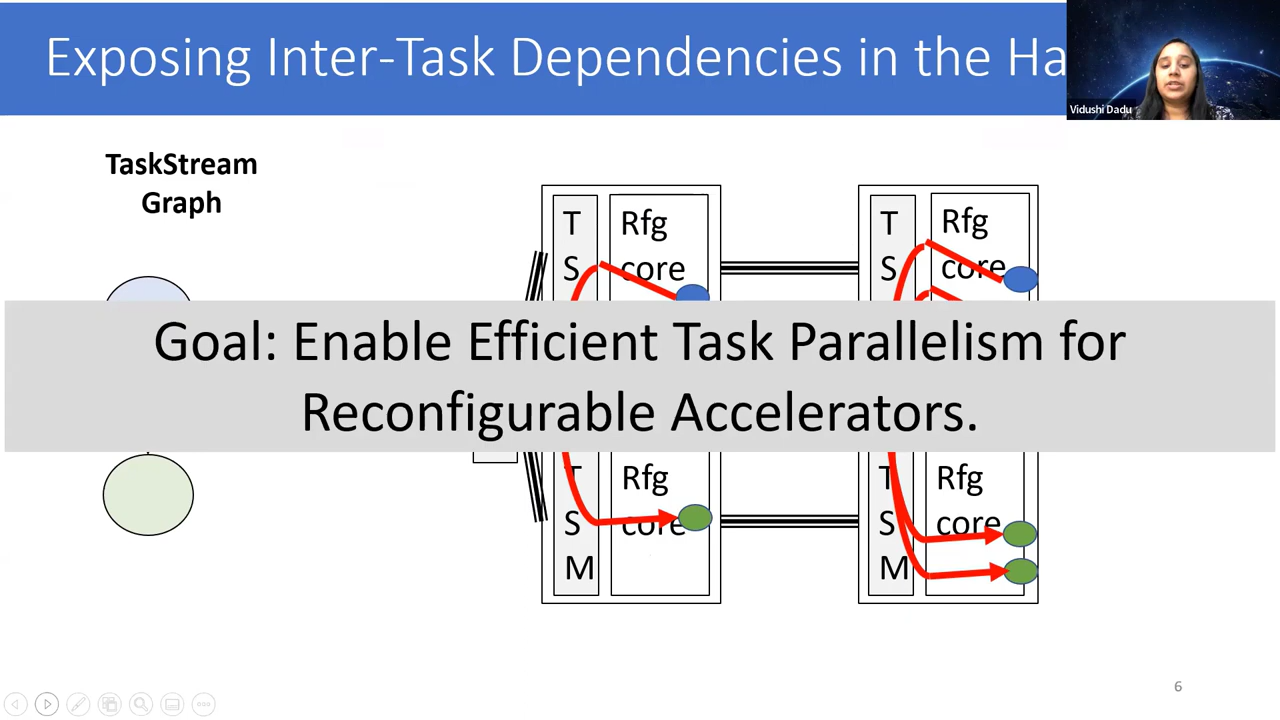 Exposing Inter-Task Dependencies in the Ha
Vidushi Dadu
TaskStream
Graph
T
S
Rfg
core
T
S
Rfg
core
Goal: Enable Efficient Task Parallelism for
Reconfigurable Accelerators.
T
S
M
Rfg
core
T
S
M
Rfg
core
6